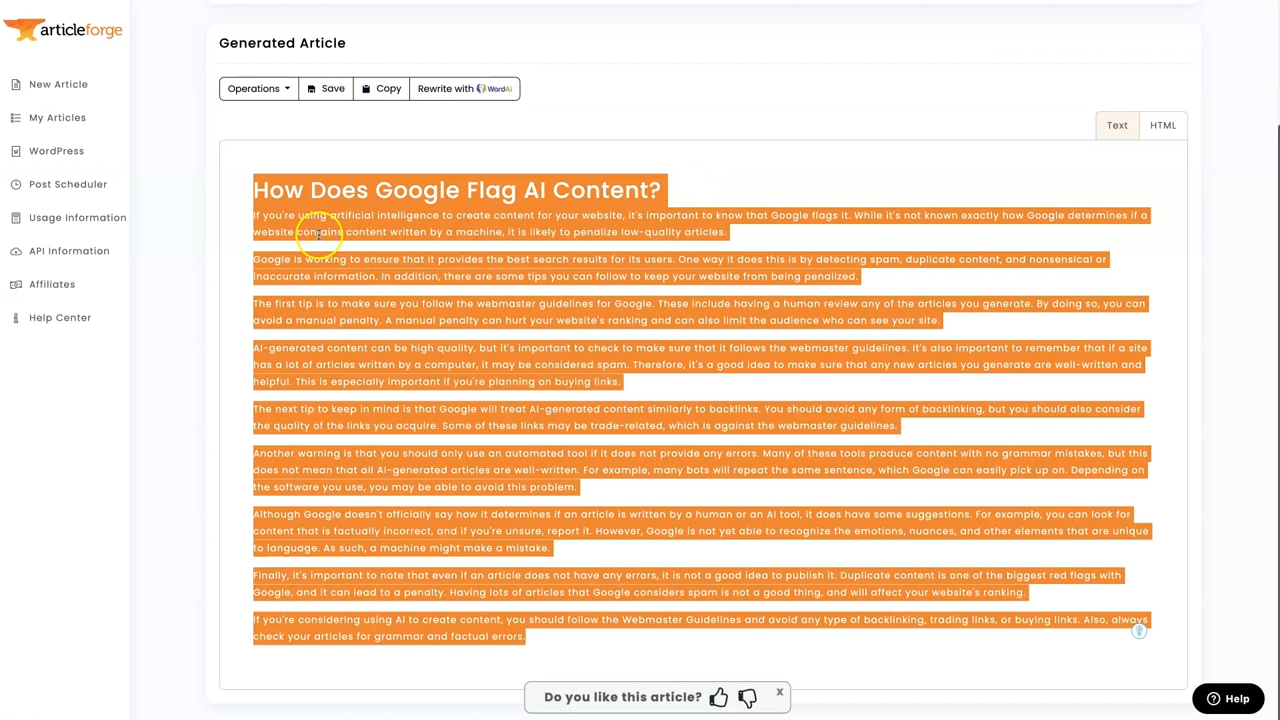 articleforge
New Article
My Articles
WordPress
Post Scheduler
Usage Information
API Information
Affiliates
Help Center
Generated Article
Operations
Save
Copy
Rewrite with WordAi
Text
HTML
How Does Google Flag AI Content?
If you're using artificial intelligence to create content for your website, it's important to know that Google flags it. While it's not known exactly how Google determines if a
website content written by a machine, it is likely to penalize low-quality articles.
Google is working to ensure that it provides the best search results for its users. One way it does this is by detecting spam, duplicate content, and nonsensical or
inaccurate information. In addition, there are some tips you can follow to keep your website from being penalized.
The first tip is to make sure you follow the webmaster guidelines for Google. These include having a human review any of the articles you generate. By doing so, you can
avoid a manual penalty. A manual penalty can hurt your website's ranking and can also limit the audience who can see your site.
AI-generated content can be high quality, but it's important to check to make sure that it follows the webmaster guidelines. It's also important to remember that if a site
has a lot of articles written by a computer, it may be considered spam. Therefore, it's a good idea to make sure that any new articles you generate are well-written and
helpful. This is especially important if you're planning on buying links.
The next tip to keep in mind is that Google will treat AI-generated content similarly to backlinks. You should avoid any form of backlinking, but you should also consider
the quality of the links you acquire. Some of these links may be trade-related, which is against the webmaster guidelines.
Another warning is that you should only use an automated tool if it does not provide any errors. Many of these tools produce content with no grammar mistakes, but this
does not mean that all AI-generated articles are well-written. For example, many bots will repeat the same sentence, which Google can easily pick up on. Depending on
the software you use, you may be able to avoid this problem.
Although Google doesn't officially say how it determines if an article is written by a human or an AI tool, it does have some suggestions. For example, you can look for
content that is factually incorrect, and if you're unsure, report it. However, Google is not yet able to recognize the emotions, nuances, and other elements that are unique
to language. As such, a machine might make a mistake.
Finally, it's important to note that even if an article does not have any errors, it is not a good idea to publish it. Duplicate content is one of the biggest red flags with
Google, and it can lead to a penalty. Having lots of articles that Google considers spam is not a good thing, and will affect your website's ranking.
If you're considering using AI to create content, you should follow the Webmaster Guidelines and avoid any type of backlinking, trading links, or buying links. Also, always
check your articles for grammar and factual errors.
Do you like this article?
x
Help